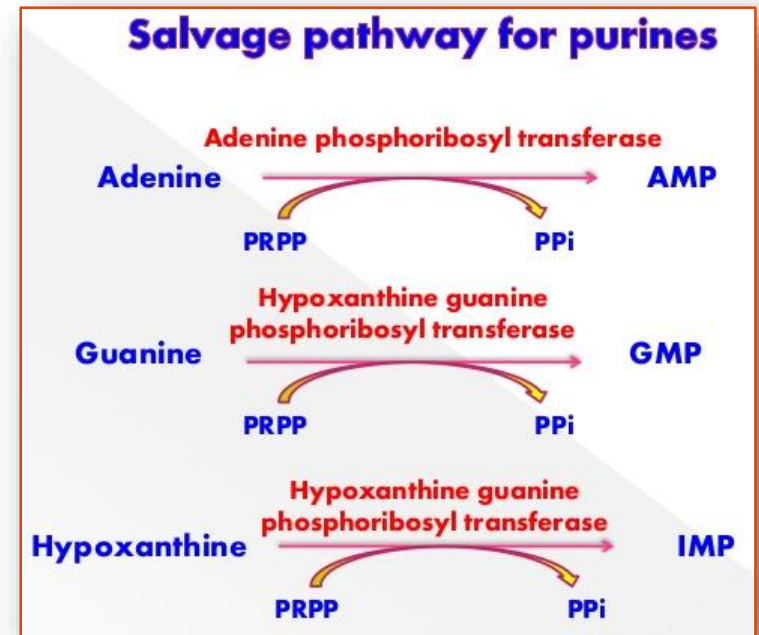 Salvage pathway for purines
Adenine phosphoribosyl transferase
Adenine
AMP
PRPP
PPi
Hypoxanthine guanine
phosphoribosyl transferase
Guanine
GMP
PRPP
PPi
Hypoxanthine guanine
phosphoribosyl transferase
Hypoxanthine
IMP
PRPP
PPi